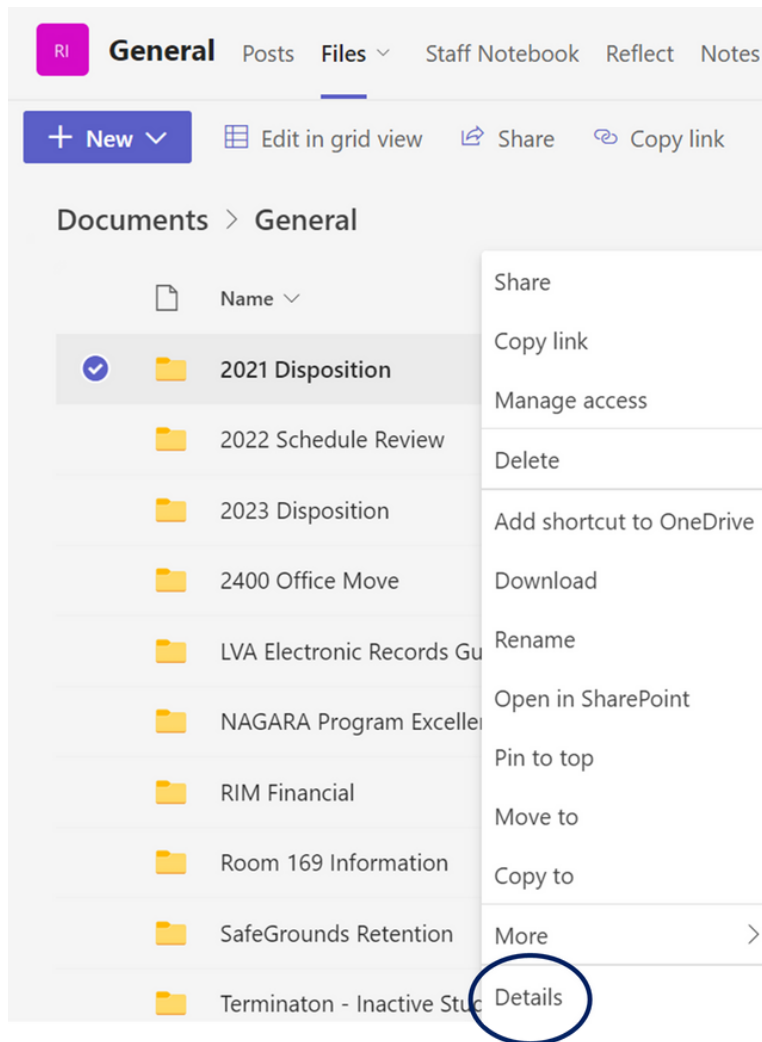 RI General Posts Files Staff Notebook Reflect Notes
+ New Edit in grid view Share Copy link
Documents > General
Name
2021 Disposition
2022 Schedule Review
2023 Disposition
2400 Office Move
LVA Electronic Records Gu
NAGARA Program Exceller
RIM Financial
Room 169 Information
SafeGrounds Retention
Terminaton - Inactive Stud
Share
Copy link
Manage access
Delete
Add shortcut to OneDrive
Download
Rename
Open in SharePoint
Pin to top
Move to
Copy to
More >
Details